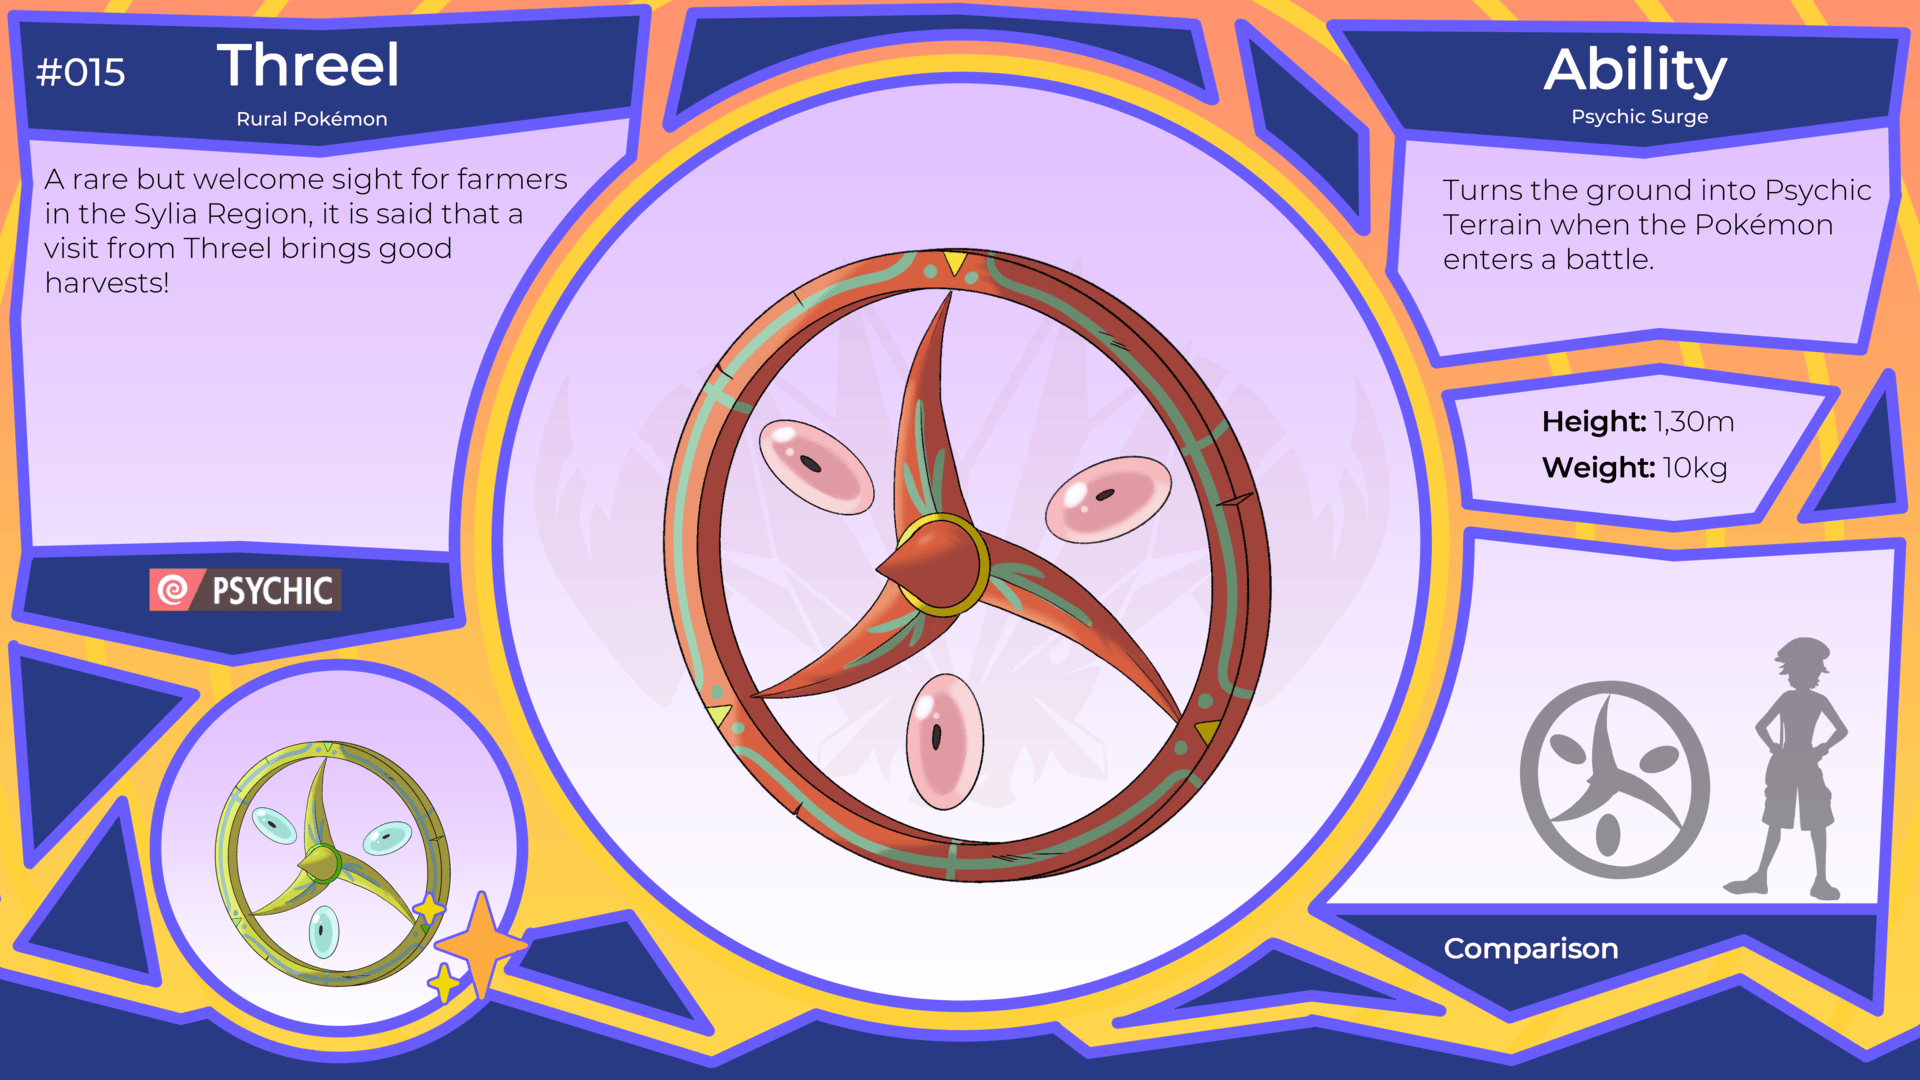 #015
Threel
Rural Pokémon
A rare but welcome sight for farmers
in the Sylia Region, it is said that a
visit from Threel brings good
harvests!
PSYCHIC
Ability
Psychic Surge
Turns the ground into Psychic
Terrain when the Pokémon
enters a battle.
Height: 1,30m
Weight: 10kg
Comparison